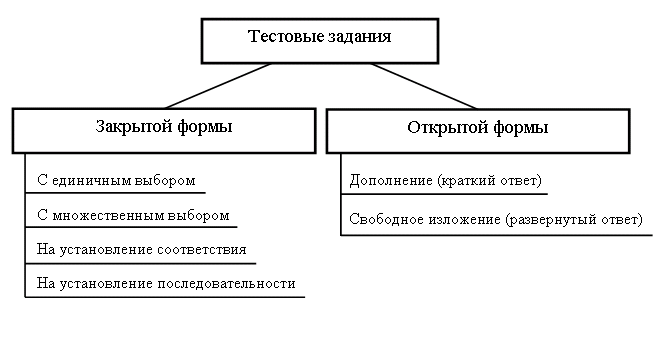 Тестовые задания
Закрытой формы
Открытой формы
С единичным выбором
С множественным выбором
На установление соответствия
На установление последовательности
Дополнение (краткий ответ)
Свободное изложение (развернутый ответ)